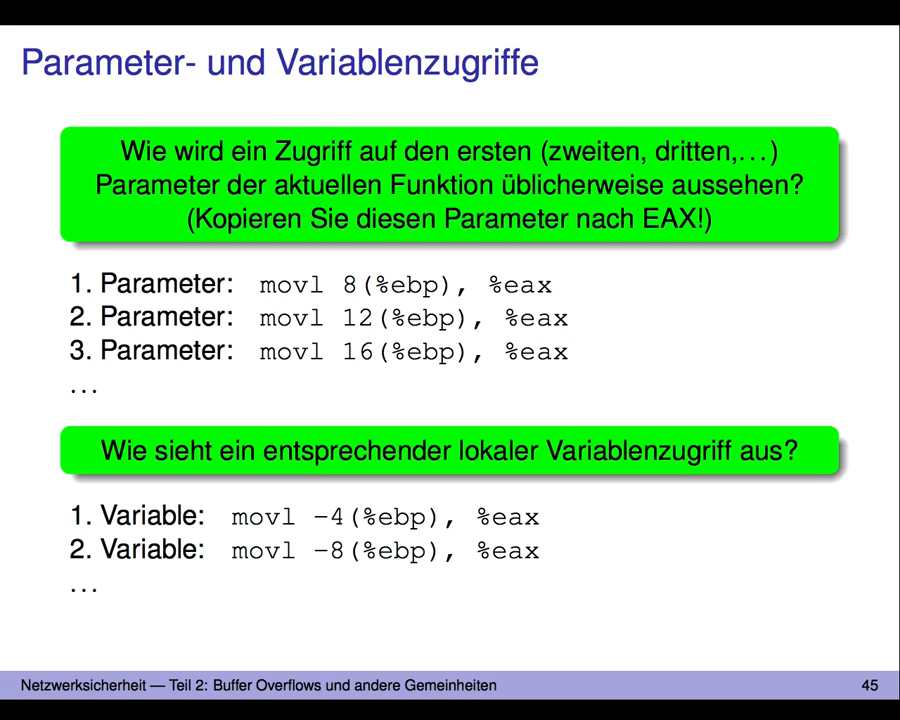 Parameter- und Variablenzugriffe
Wie wird ein Zugriff auf den ersten (zweiten, dritten,...)
Parameter der aktuellen Funktion üblicherweise aussehen?
(Kopieren Sie diesen Parameter nach EAX!)
1. Parameter: movl 8(%ebp), %eax
2. Parameter: movl 12(%ebp), %eax
3. Parameter: movl 16(%ebp), %eax
...
Wie sieht ein entsprechender lokaler Variablenzugriff aus?
1. Variable: movl -4(%ebp), %eax
2. Variable: movl -8(%ebp), %eax
...
Netzwerksicherheit — Teil 2: Buffer Overflows und andere Gemeinheiten 45